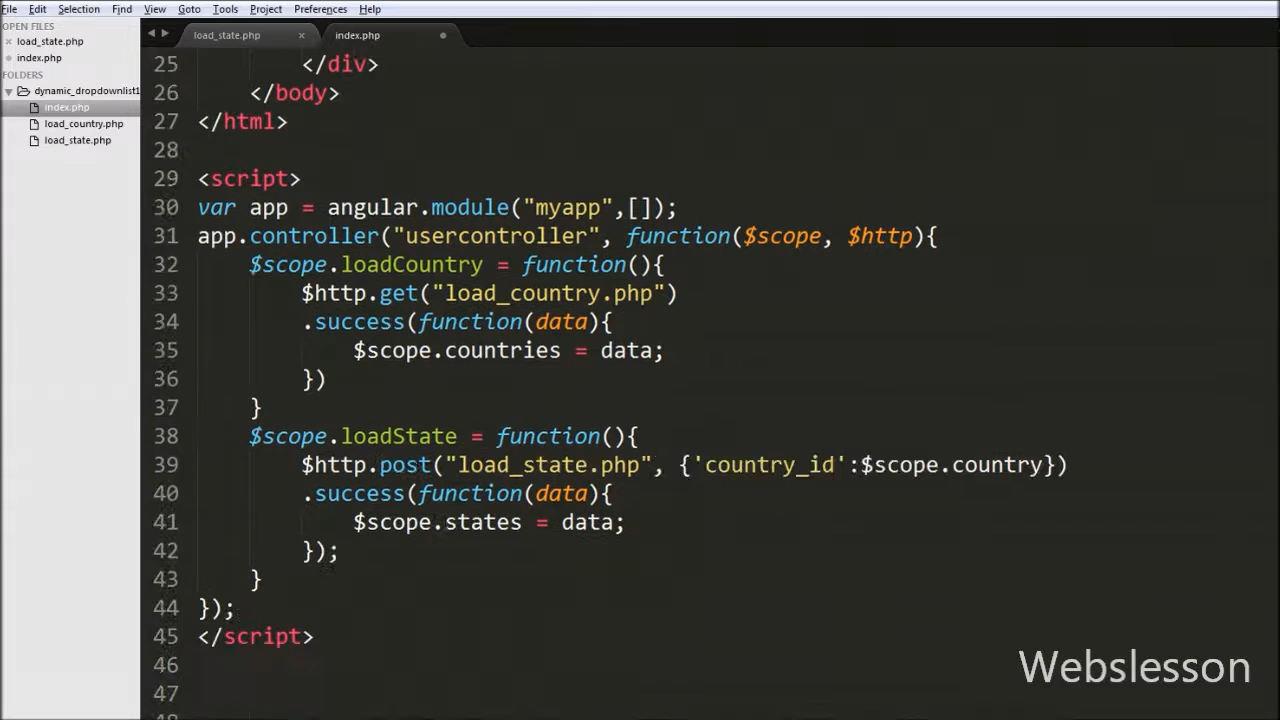 File Edit Selection Find View Goto Tools Project Preferences Help
OPEN FILES
load_state.php
index.php
FOLDERS
dynamic_dropdownlist1
index.php
load_country.php
load_state.php
load_state.php index.php
25 </div>
26 </body>
27 </html>
28
29 <script>
30 var app = angular.module("myapp",[]);
31 app.controller("usercontroller", function($scope, $http){
32 $scope.loadCountry = function(){
33 $http.get("load_country.php")
34 .success(function(data){
35 $scope.countries = data;
36 })
37 }
38 $scope.loadState = function(){
39 $http.post("load_state.php", {'country_id':$scope.country})
40 .success(function(data){
41 $scope.states = data;
42 });
43 }
44 });
45 </script>
46
47
Webslesson